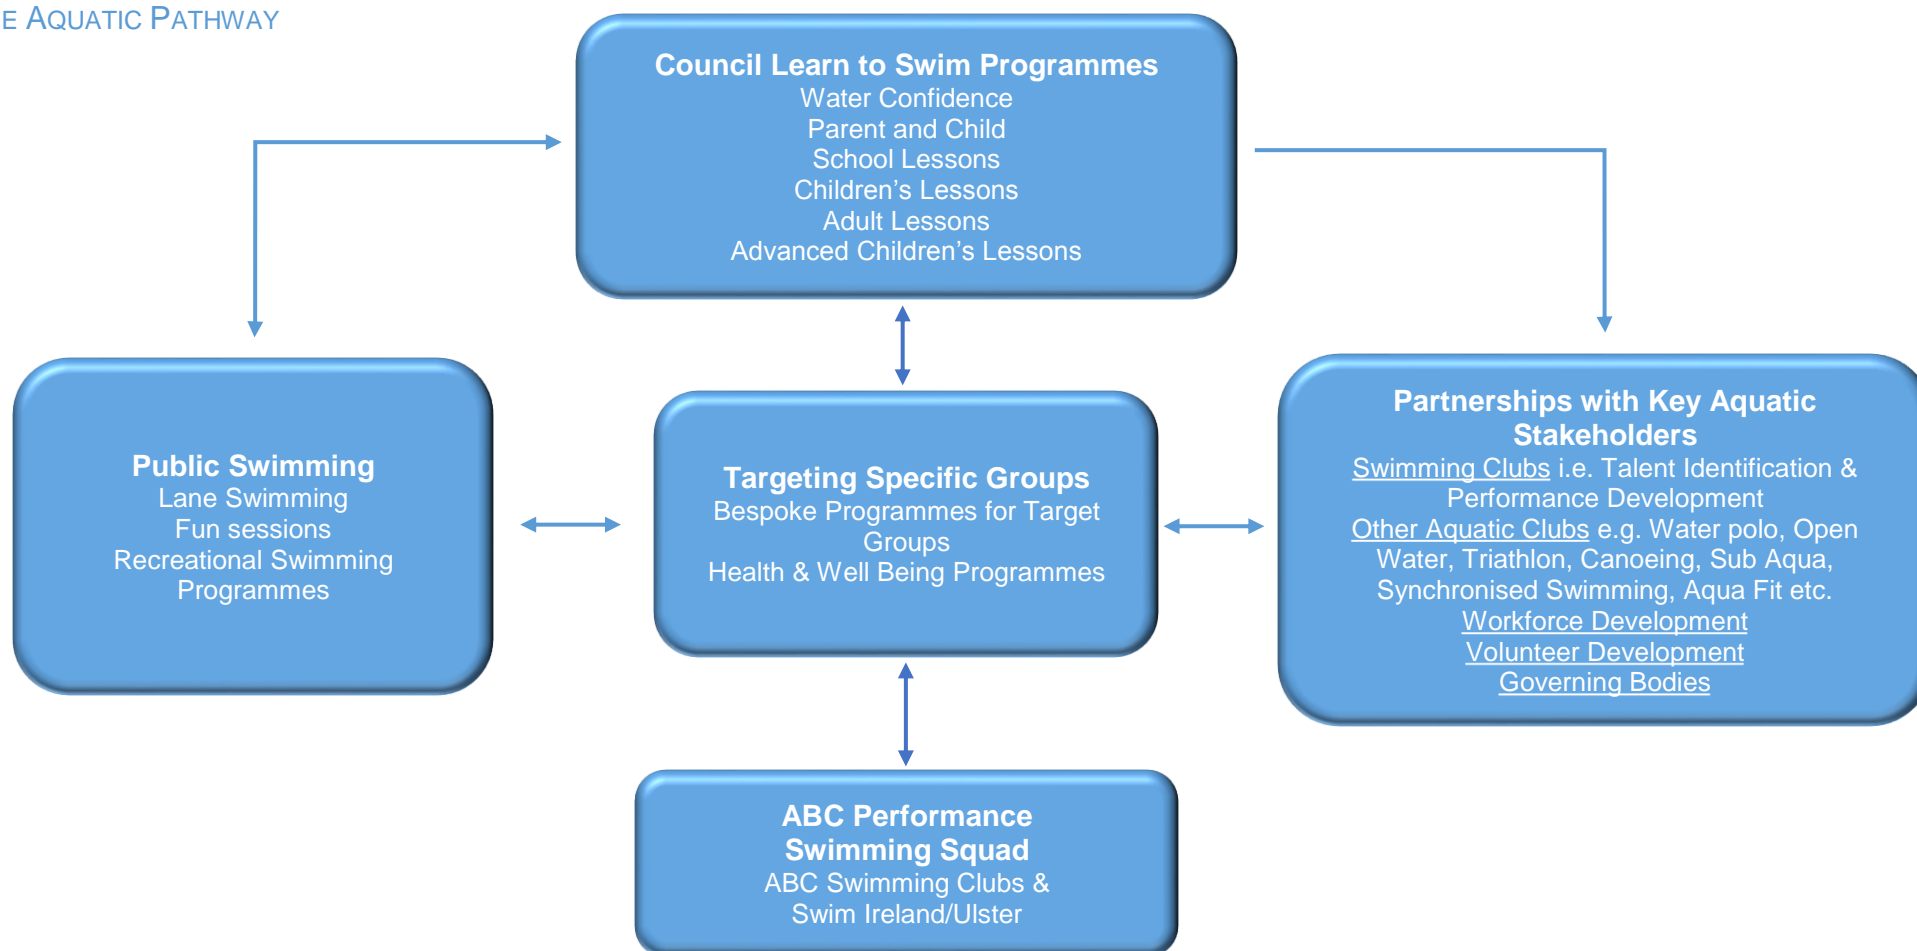 E AQUATIC PATHWAY
Council Learn to Swim Programmes
Water Confidence
Parent and Child
School Lessons
Children’s Lessons
Adult Lessons
Advanced Children’s Lessons
Public Swimming
Lane Swimming
Fun sessions
Recreational Swimming
Programmes
Targeting Specific Groups
Bespoke Programmes for Target
Groups
Health & Well Being Programmes
Partnerships with Key Aquatic
Stakeholders
Swimming Clubs i.e. Talent Identification &
Performance Development
Other Aquatic Clubs e.g. Water polo, Open
Water, Triathlon, Canoeing, Sub Aqua,
Synchronised Swimming, Aqua Fit etc.
Workforce Development
Volunteer Development
Governing Bodies
ABC Performance
Swimming Squad
ABC Swimming Clubs &
Swim Ireland/Ulster